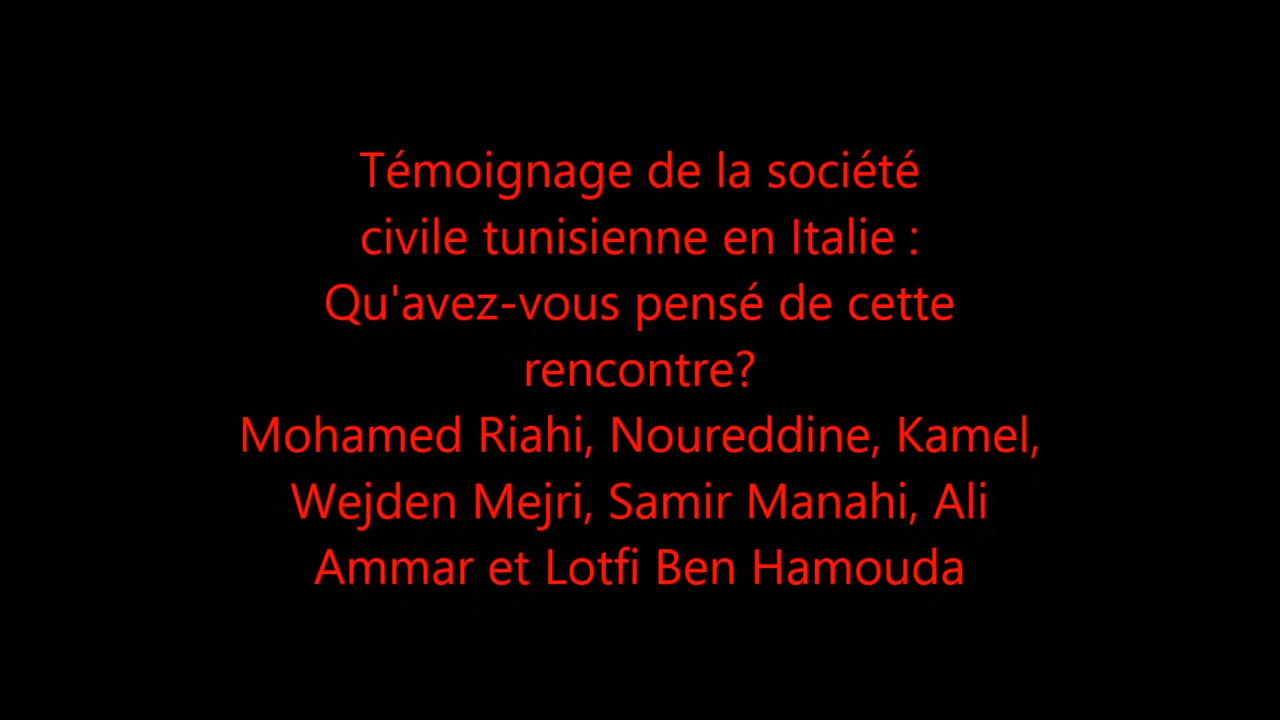 Témoignage de la société
civile tunisienne en Italie :
Qu'avez-vous pensé de cette
rencontre?
Mohamed Riahi, Noureddine, Kamel,
Wejden Mejri, Samir Manahi, Ali
Ammar et Lotfi Ben Hamouda